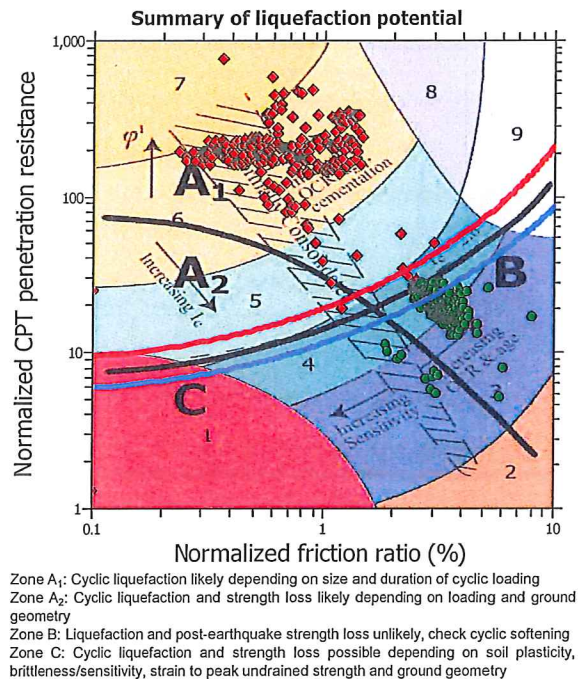 Summary of liquefaction potential
1,000
7
8
9
φ'
A1
OCR
cementation
100
6
Consolidated
A2
B
Increasing Ic
5
10
4
Increasing
OCR & age
3
C
1
Increasing
Sensitivity
2
1
0.1
1
10
Normalized CPT penetration resistance
Normalized friction ratio (%)
Zone A1: Cyclic liquefaction likely depending on size and duration of cyclic loading
Zone A2: Cyclic liquefaction and strength loss likely depending on loading and ground
geometry
Zone B: Liquefaction and post-earthquake strength loss unlikely, check cyclic softening
Zone C: Cyclic liquefaction and strength loss possible depending on soil plasticity,
brittleness/sensitivity, strain to peak undrained strength and ground geometry